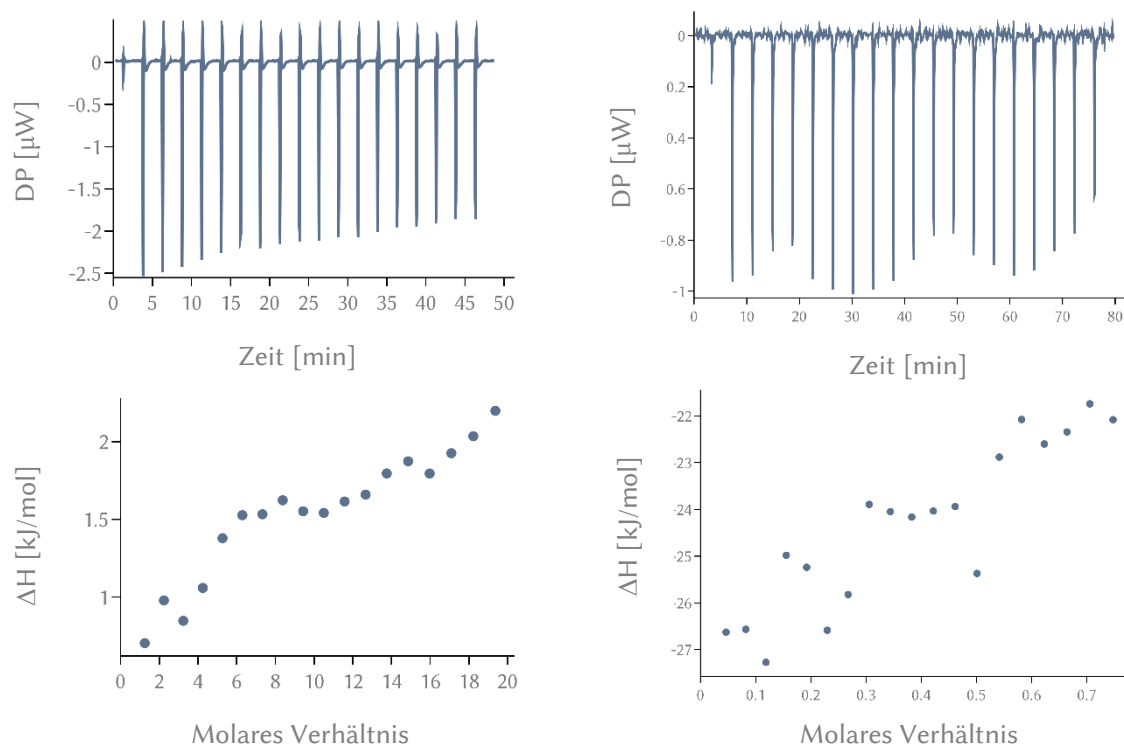 DP [µW]
0
-0.5
-1
-1.5
-2
-2.5
0 5 10 15 20 25 30 35 40 45 50
Zeit [min]
DP [µW]
0
0.2
0.4
0.6
0.8
-1
0 10 20 30 40 50 60 70 80
Zeit [min]
ΔH [kJ/mol]
2
1.5
1
0 2 4 6 8 10 12 14 16 18 20
Molares Verhältnis
ΔH [kJ/mol]
-22
-23
-24
-25
-26
-27
0 0.1 0.2 0.3 0.4 0.5 0.6 0.7
Molares Verhältnis